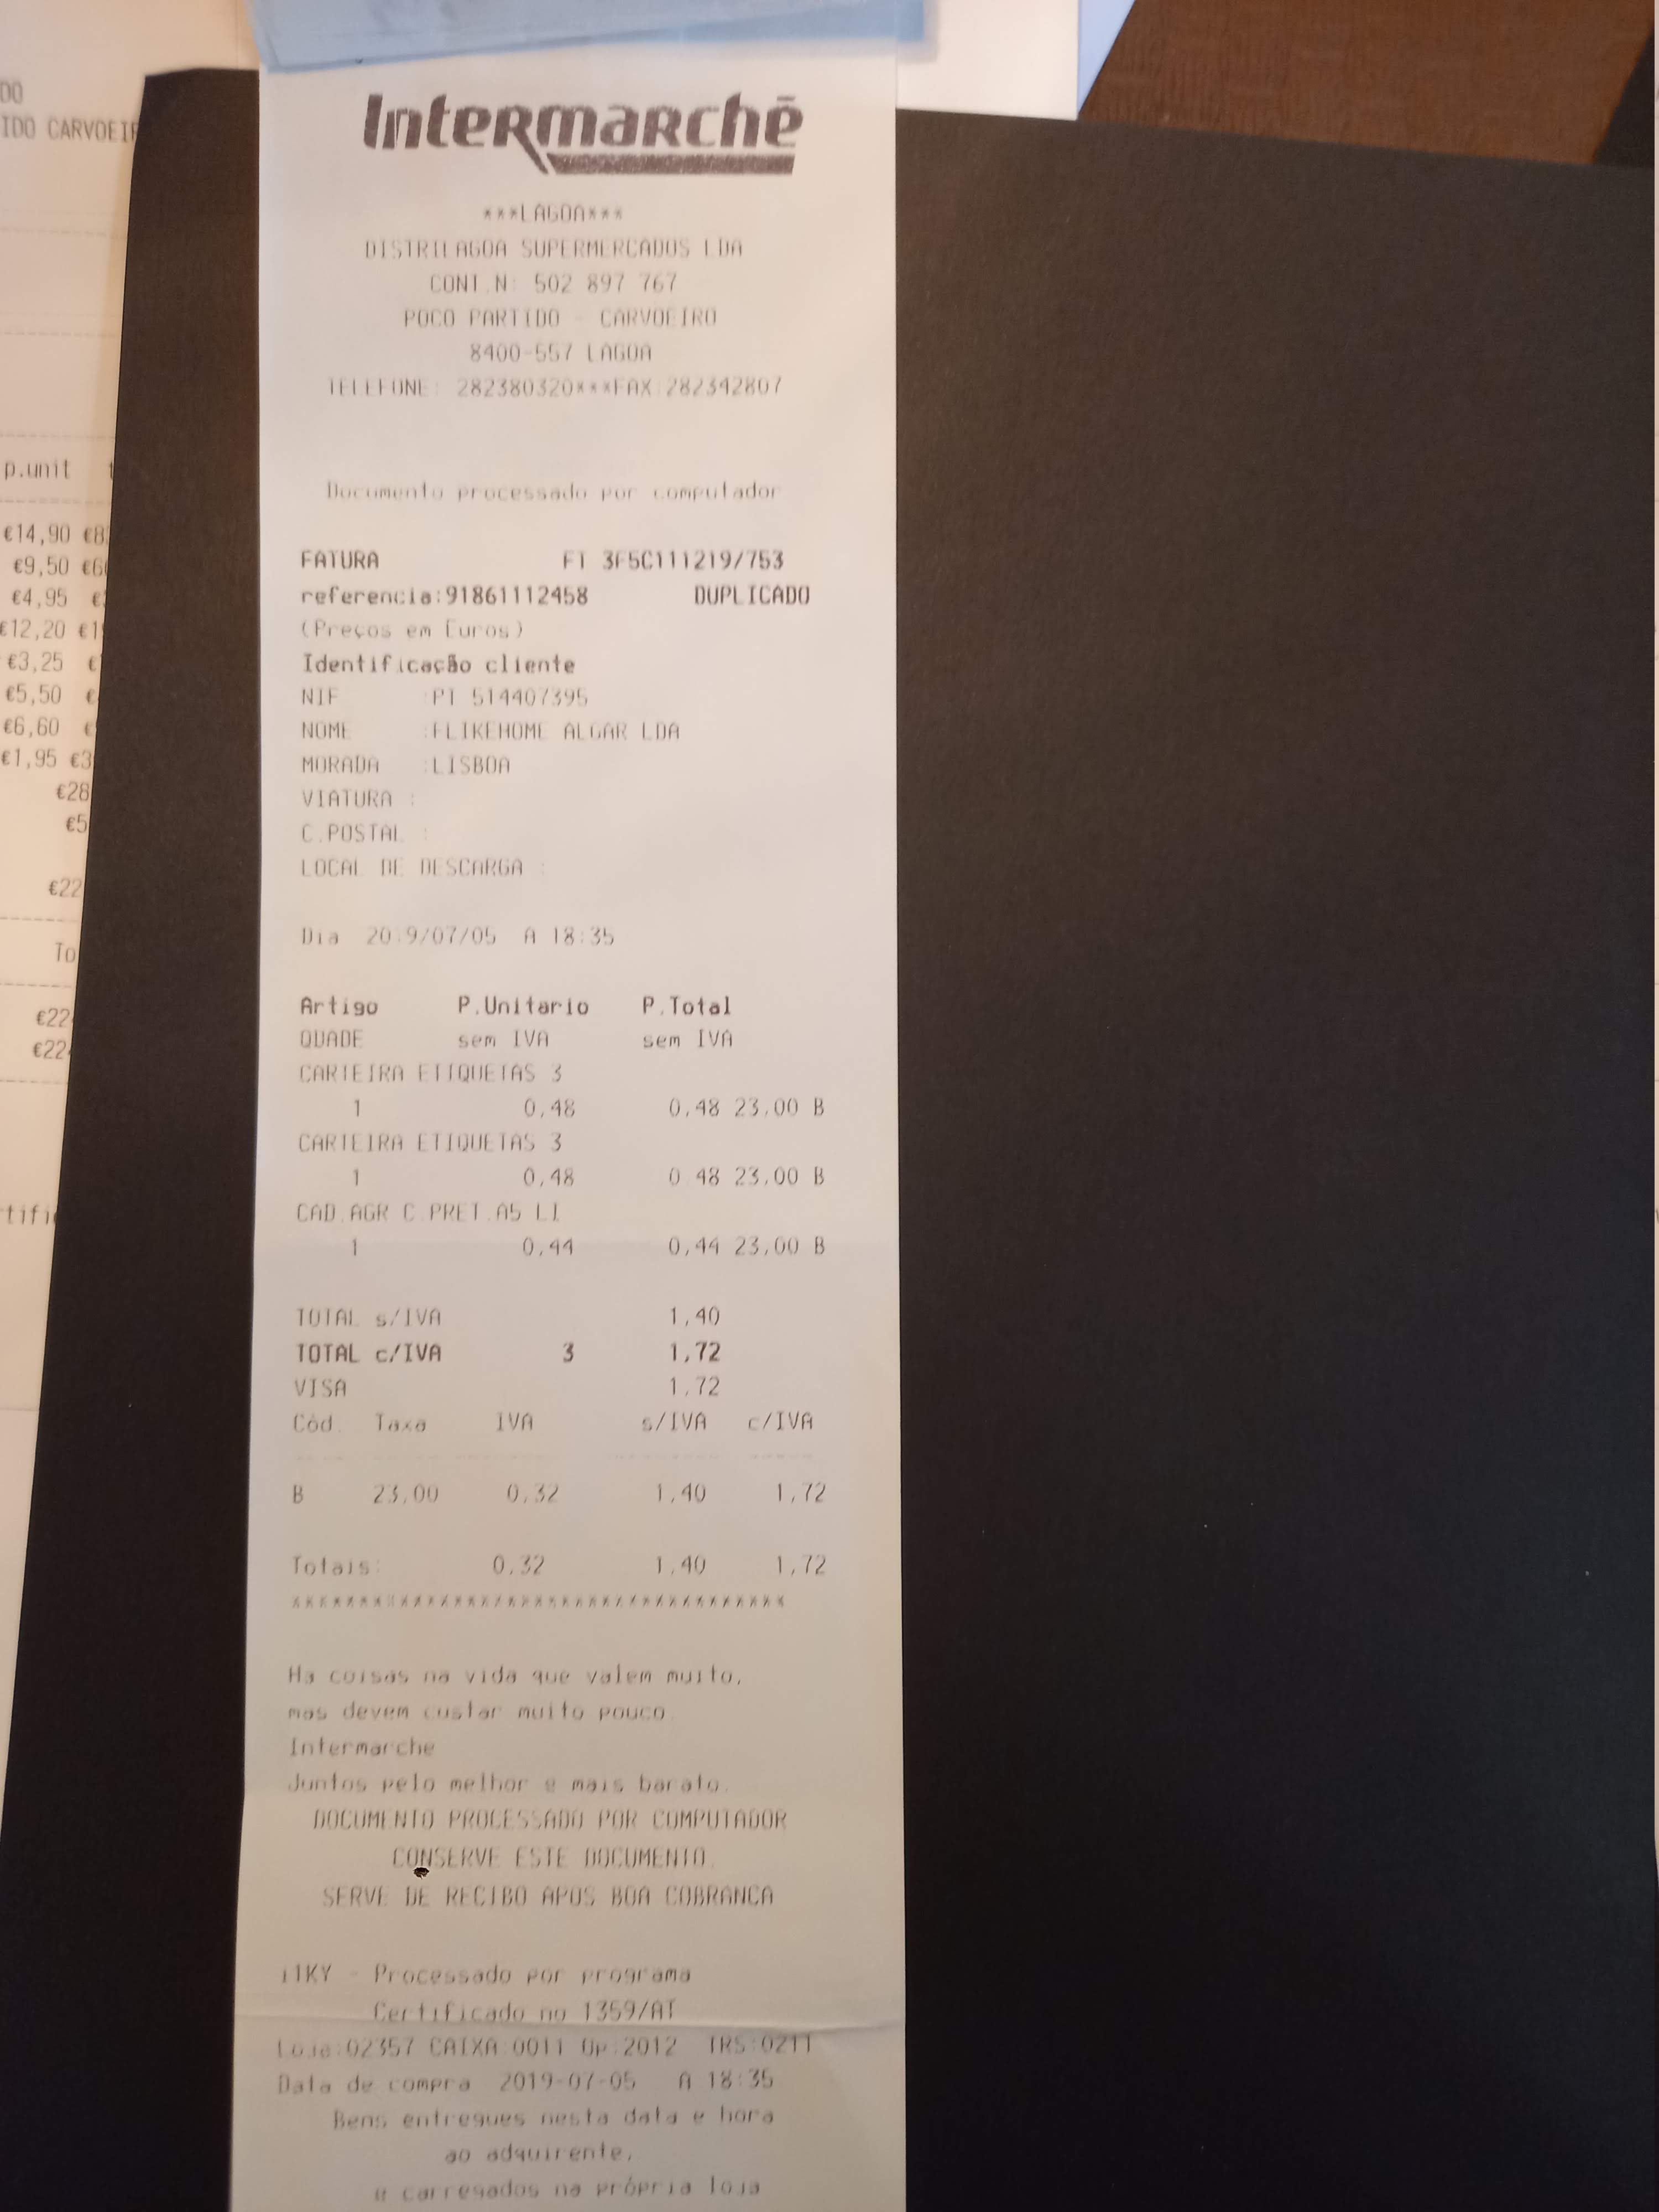 Intermarchē
***LAGOA***
DISTRILAGOA SUPERMERCADOS LDA
CONT.N: 502 897 767
POCO PARTIDO - CARVOEIRO
8400-557 LAGOA
TELEFONE: 282380320***FAX:282342807
Documento processado por computador
FATURA FT 3F5C111219/753
referencia:91861112458 DUPLICADO
(Preços em Euros)
Identificação cliente
NIF :PT 514407395
NOME :FLIKEHOME ALGAR LDA
MORADA :LISBOA
VIATURA :
C.POSTAL :
LOCAL DE DESCARGA :
Dia 20.9/07/05 A 18:35
Artigo P.Unitario P.Total
QUADE sem IVA sem IVA
CARTEIRA ETIQUETAS 3
1 0,48 0,48 23,00 B
CARTEIRA ETIQUETAS 3
1 0,48 0 48 23,00 B
CAD.AGR C.PRET.A5 LI
1 0,44 0,44 23,00 B
TOTAL s/IVA 1,40
TOTAL c/IVA 3 1,72
VISA 1,72
Cód. Taxa IVA s/IVA c/IVA
B 23,00 0,32 1,40 1,72
Totais: 0,32 1,40 1,72
*************************************
Ha coisas na vida que valem muito,
mas devem custar muito pouco.
Intermarche
Juntos pelo melhor e mais barato.
DOCUMENTO PROCESSADO POR COMPUTADOR
CONSERVE ESTE DOCUMENTO.
SERVE DE RECIBO APOS BOA COBRANCA
i1KY - Processado por programa
Certificado no 1359/AT
Loja:02357 CAIXA:0011 Op:2012 TRS:0211
Data de compra 2019-07-05 A 18:35
Bens entregues nesta data e hora
ao adquirente,
e carregados na própria loja
DO
IDO CARVOEIR
p.unit
€14,90 €8
€9,50 €6
€4,95 €
€12,20 €1
€3,25 €
€5,50 €
€6,60 €
€1,95 €3
€28
€5
€22
To
€22
€22
tifi